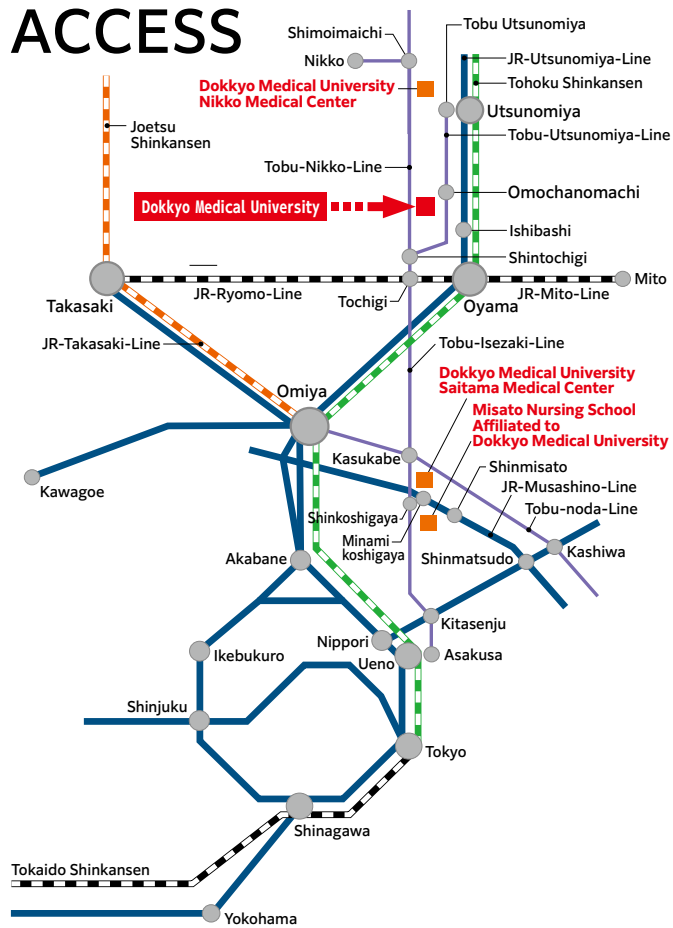 ACCESS
Shimoimaichi
Nikko
Tobu Utsunomiya
JR-Utsunomiya-Line
Tohoku Shinkansen
Dokkyo Medical University
Nikko Medical Center
Utsunomiya
Joetsu
Shinkansen
Tobu-Utsunomiya-Line
Tobu-Nikko-Line
Omochanomachi
Dokkyo Medical University
Ishibashi
Shintochigi
Mito
JR-Ryomo-Line
JR-Mito-Line
Takasaki
Tochigi
Oyama
JR-Takasaki-Line
Tobu-Isezaki-Line
Dokkyo Medical University
Saitama Medical Center
Omiya
Misato Nursing School
Affiliated to
Dokkyo Medical University
Kasukabe
Shinmisato
JR-Musashino-Line
Kawagoe
Tobu-noda-Line
Shinkoshigaya
Minami
koshigaya
Akabane
Shinmatsudo
Kashiwa
Kitasenju
Nippori
Ikebukuro
Ueno
Asakusa
Shinjuku
Tokyo
Shinagawa
Tokaido Shinkansen
Yokohama